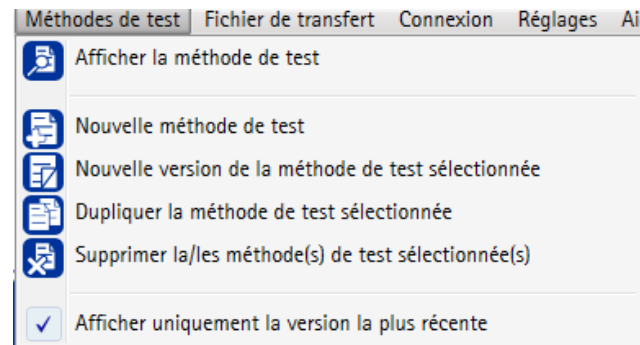 Méthodes de test Fichier de transfert Connexion Réglages Ai
Afficher la méthode de test
Nouvelle méthode de test
Nouvelle version de la méthode de test sélectionnée
Dupliquer la méthode de test sélectionnée
Supprimer la/les méthode(s) de test sélectionnée(s)
Afficher uniquement la version la plus récente